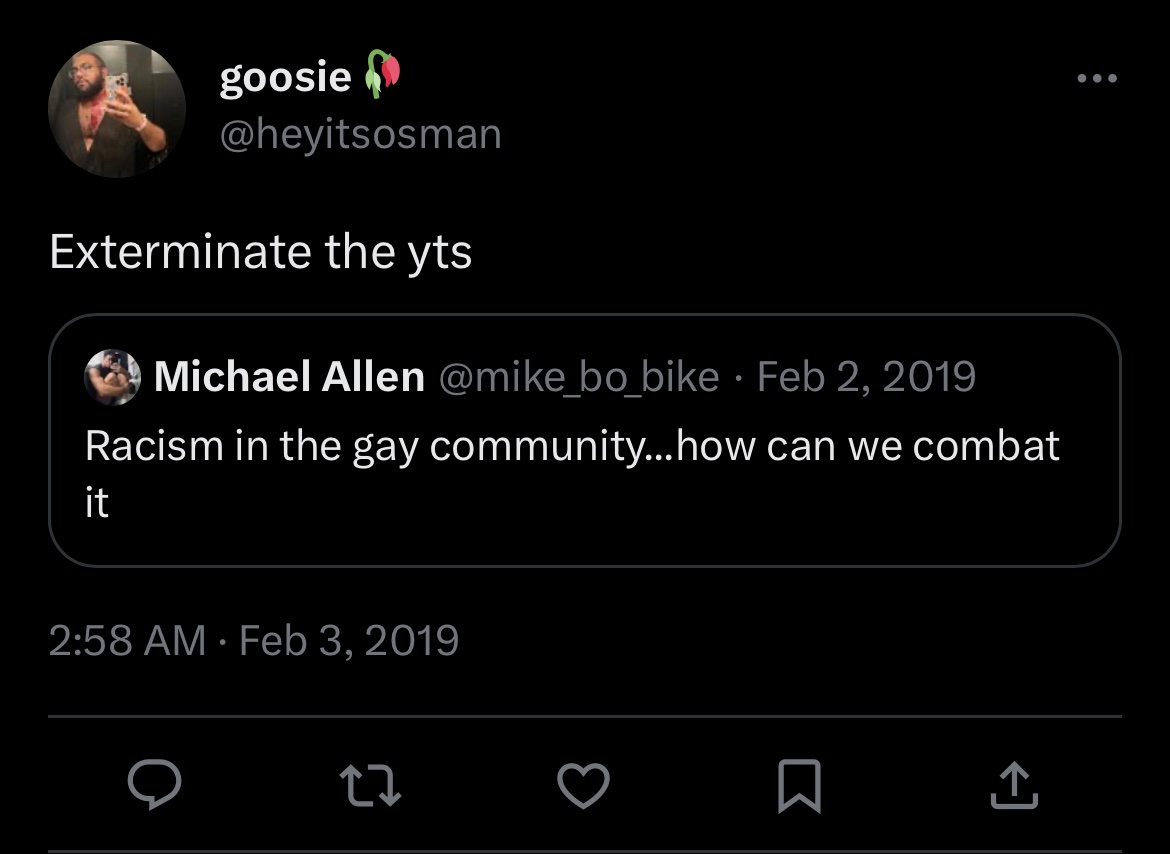 goosie
@heyitsosman
Exterminate the yts
Michael Allen @mike_bo_bike · Feb 2, 2019
Racism in the gay community...how can we combat
it
2:58 AM · Feb 3, 2019